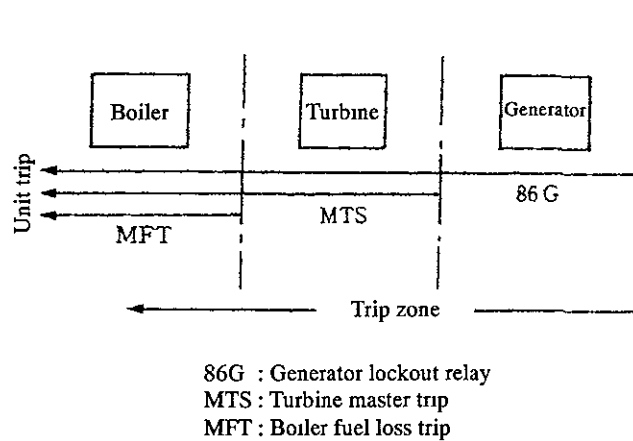 Boiler
Turbine
Generator
Unit trip
86 G
MTS
MFT
Trip zone
86G : Generator lockout relay
MTS : Turbine master trip
MFT : Boiler fuel loss trip